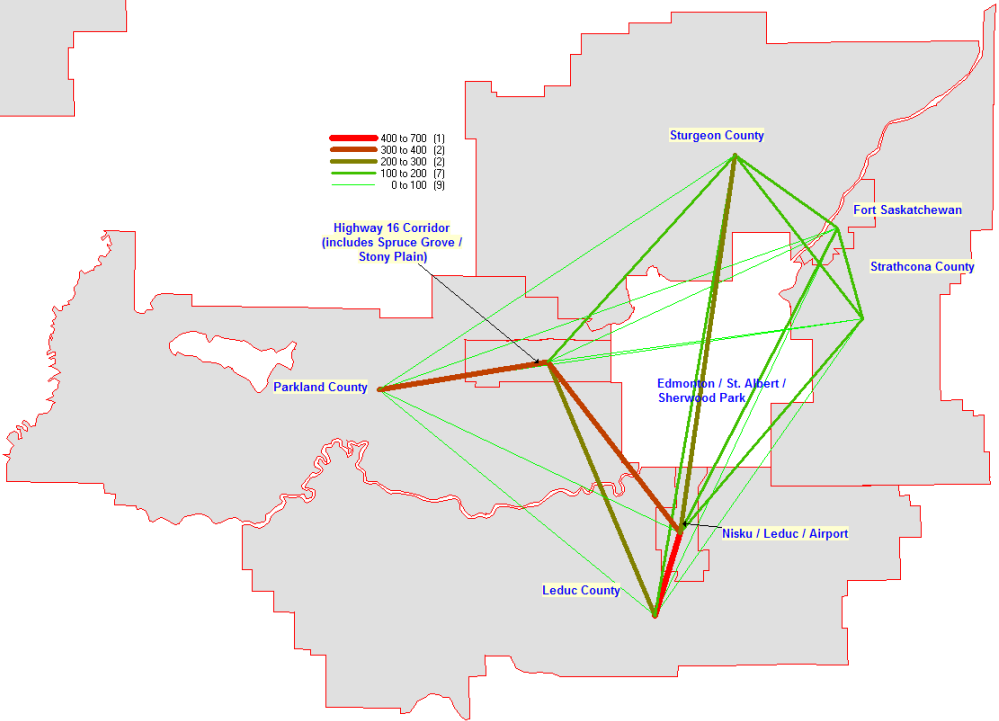 Sturgeon County
400 to 700 (1)
300 to 400 (2)
200 to 300 (2)
100 to 200 (7)
0 to 100 (9)
Fort Saskatchewan
Highway 16 Corridor
(includes Spruce Grove /
Stony Plain)
Strathcona County
Parkland County
Edmonton / St. Albert /
Sherwood Park
Nisku / Leduc / Airport
Leduc County